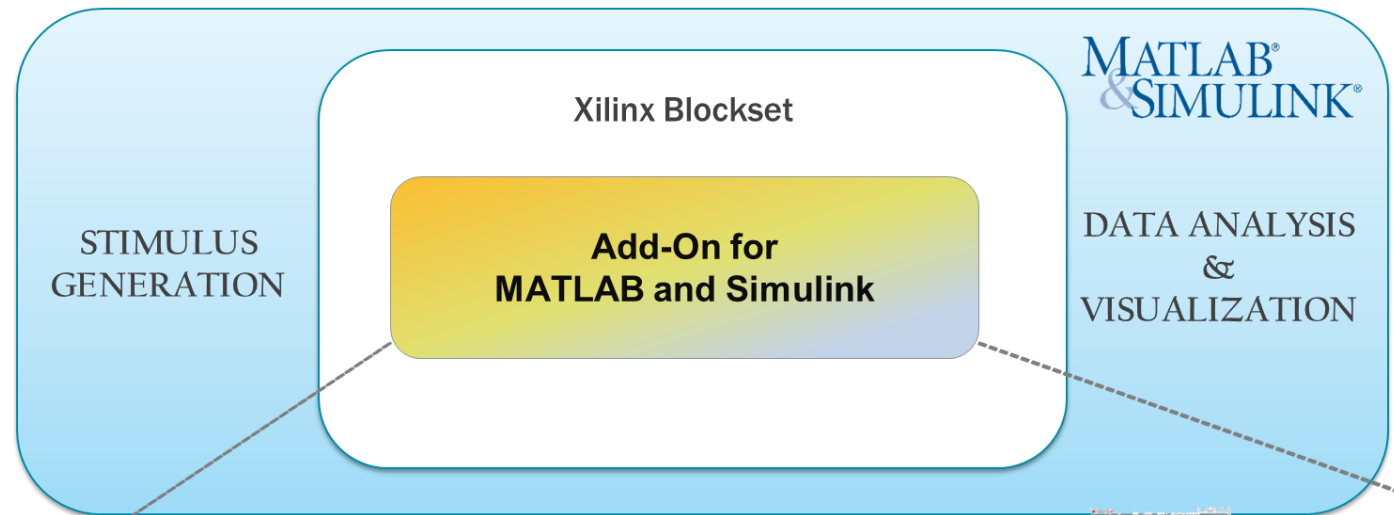 MATLAB®
&SIMULINK®
Xilinx Blockset
STIMULUS
GENERATION
Add-On for
MATLAB and Simulink
DATA ANALYSIS
&
VISUALIZATION